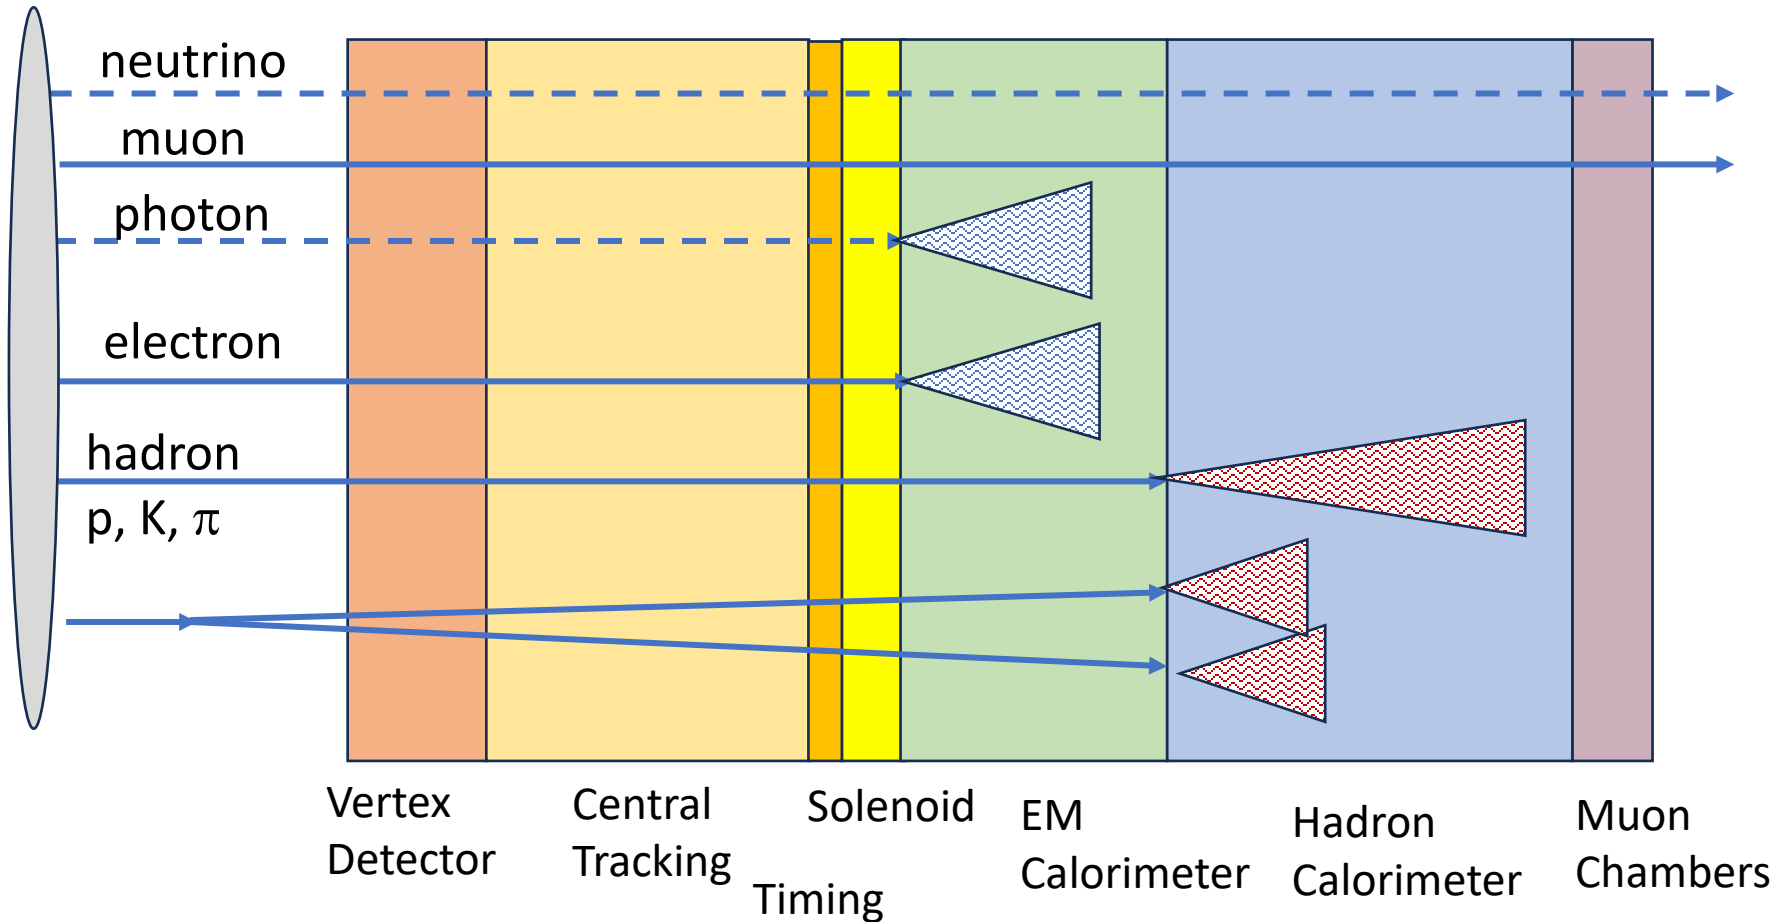 neutrino
muon
photon
electron
hadron
p, K, π
Vertex
Detector
Central
Tracking
Timing
Solenoid
EM
Calorimeter
Hadron
Calorimeter
Muon
Chambers